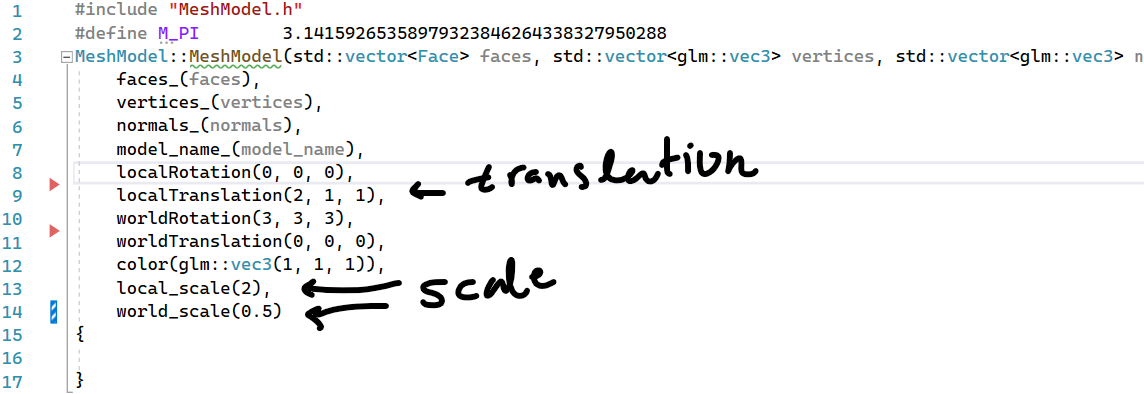 1 #include "MeshModel.h"
2 #define M_PI 3.14159265358979323846264338327950288
3 MeshModel::MeshModel(std::vector<Face> faces, std::vector<glm::vec3> vertices, std::vector<glm::vec3> n
4 faces_(faces),
5 vertices_(vertices),
6 normals_(normals),
7 model_name_(model_name),
8 localRotation(0, 0, 0),
9 localTranslation(2, 1, 1), ← translation
10 worldRotation(3, 3, 3),
11 worldTranslation(0, 0, 0),
12 color(glm::vec3(1, 1, 1)),
13 local_scale(2), ← scale
14 world_scale(0.5) ←
15 {
16
17 }